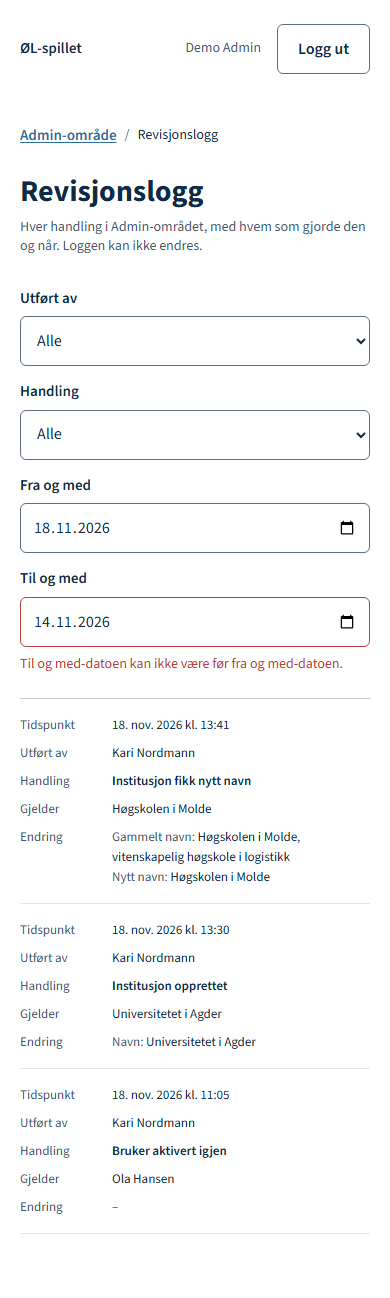 ØL-spillet
Demo Admin
Logg ut
Admin-område / Revisjonslogg
Revisjonslogg
Hver handling i Admin-området, med hvem som gjorde den
og når. Loggen kan ikke endres.
Utført av
Alle
Handling
Alle
Fra og med
18.11.2026
Til og med
14.11.2026
Til og med-datoen kan ikke være før fra og med-datoen.
Tidspunkt 18. nov. 2026 kl. 13:41
Utført av Kari Nordmann
Handling Institusjon fikk nytt navn
Gjelder Høgskolen i Molde
Endring Gammelt navn: Høgskolen i Molde,
vitenskapelig høgskole i logistikk
Nytt navn: Høgskolen i Molde
Tidspunkt 18. nov. 2026 kl. 13:30
Utført av Kari Nordmann
Handling Institusjon opprettet
Gjelder Universitetet i Agder
Endring Navn: Universitetet i Agder
Tidspunkt 18. nov. 2026 kl. 11:05
Utført av Kari Nordmann
Handling Bruker aktivert igjen
Gjelder Ola Hansen
Endring –